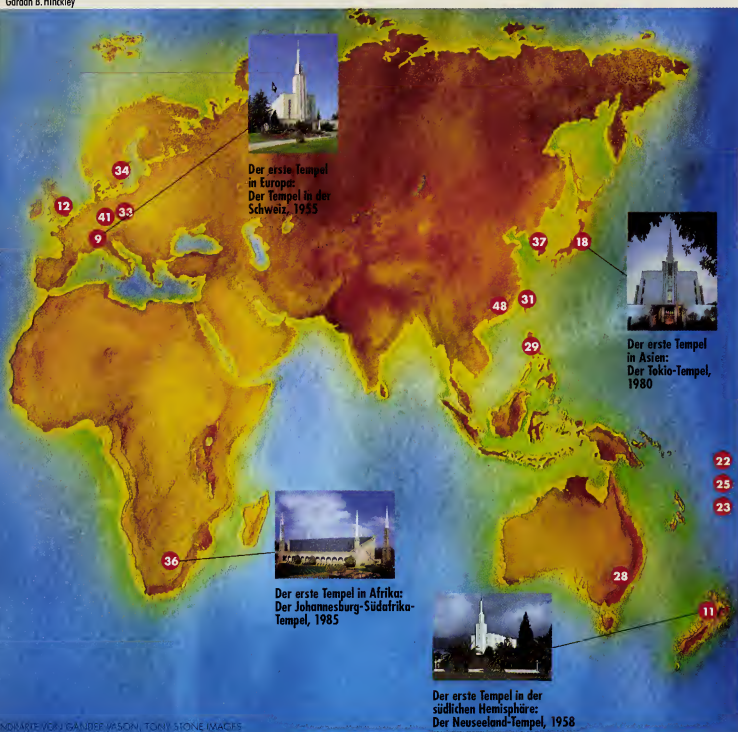 Gordon B. Hinckley
Der erste Tempel
in Europa:
Der Tempel in der
Schweiz, 1955
34
12
41
33
9
37
18
48
31
29
Der erste Tempel
in Asien:
Der Tokio-Tempel,
1980
22
25
23
36
28
11
Der erste Tempel in Afrika:
Der Johannesburg-Südafrika-
Tempel, 1985
Der erste Tempel in der
südlichen Hemisphäre:
Der Neuseeland-Tempel, 1958
TONY STONE IMAGES